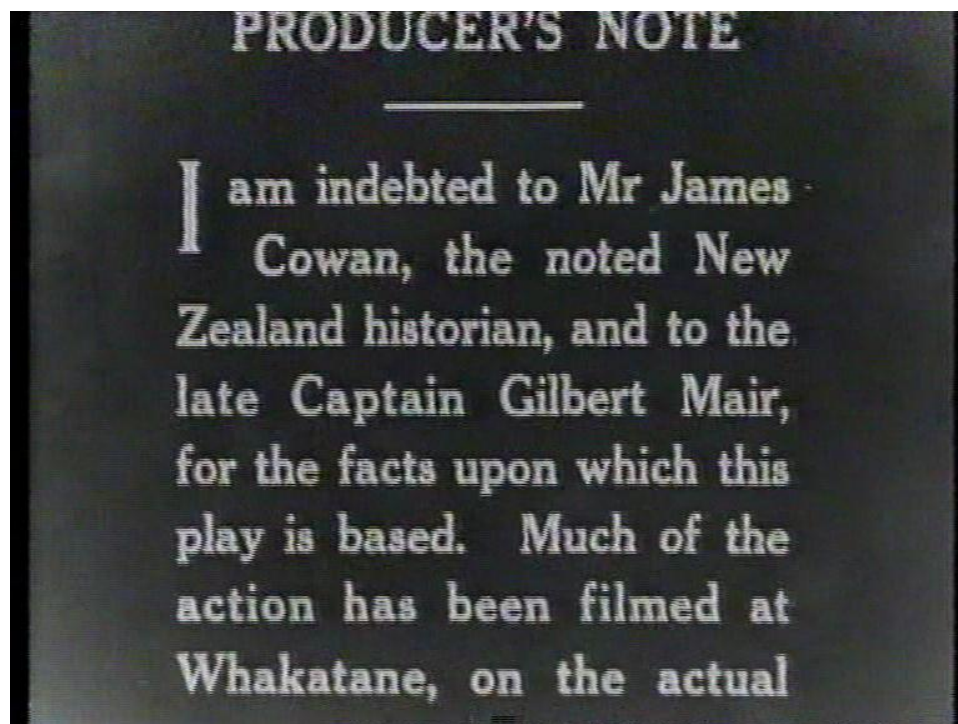 PRODUCER'S NOTE
I am indebted to Mr James
Cowan, the noted New
Zealand historian, and to the
late Captain Gilbert Mair,
for the facts upon which this
play is based. Much of the
action has been filmed at
Whakatane, on the actual